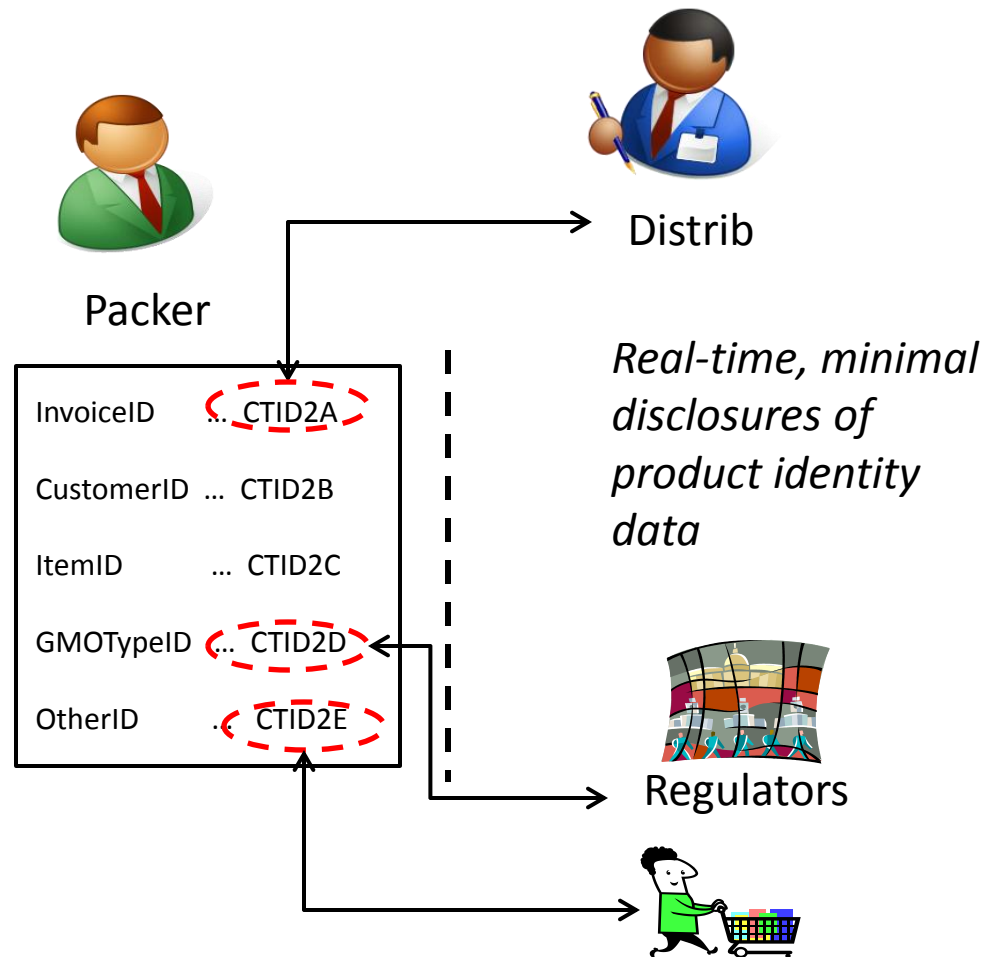 Distrib
Packer
Real-time, minimal
disclosures of
product identity
data
InvoiceID ... CTID2A
CustomerID ... CTID2B
ItemID ... CTID2C
GMOTypeID ... CTID2D
OtherID ... CTID2E
Regulators